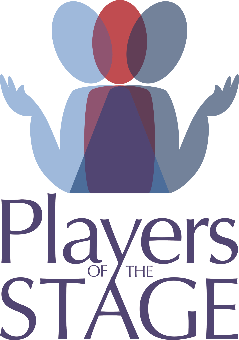 Players
OF THE
STAGE